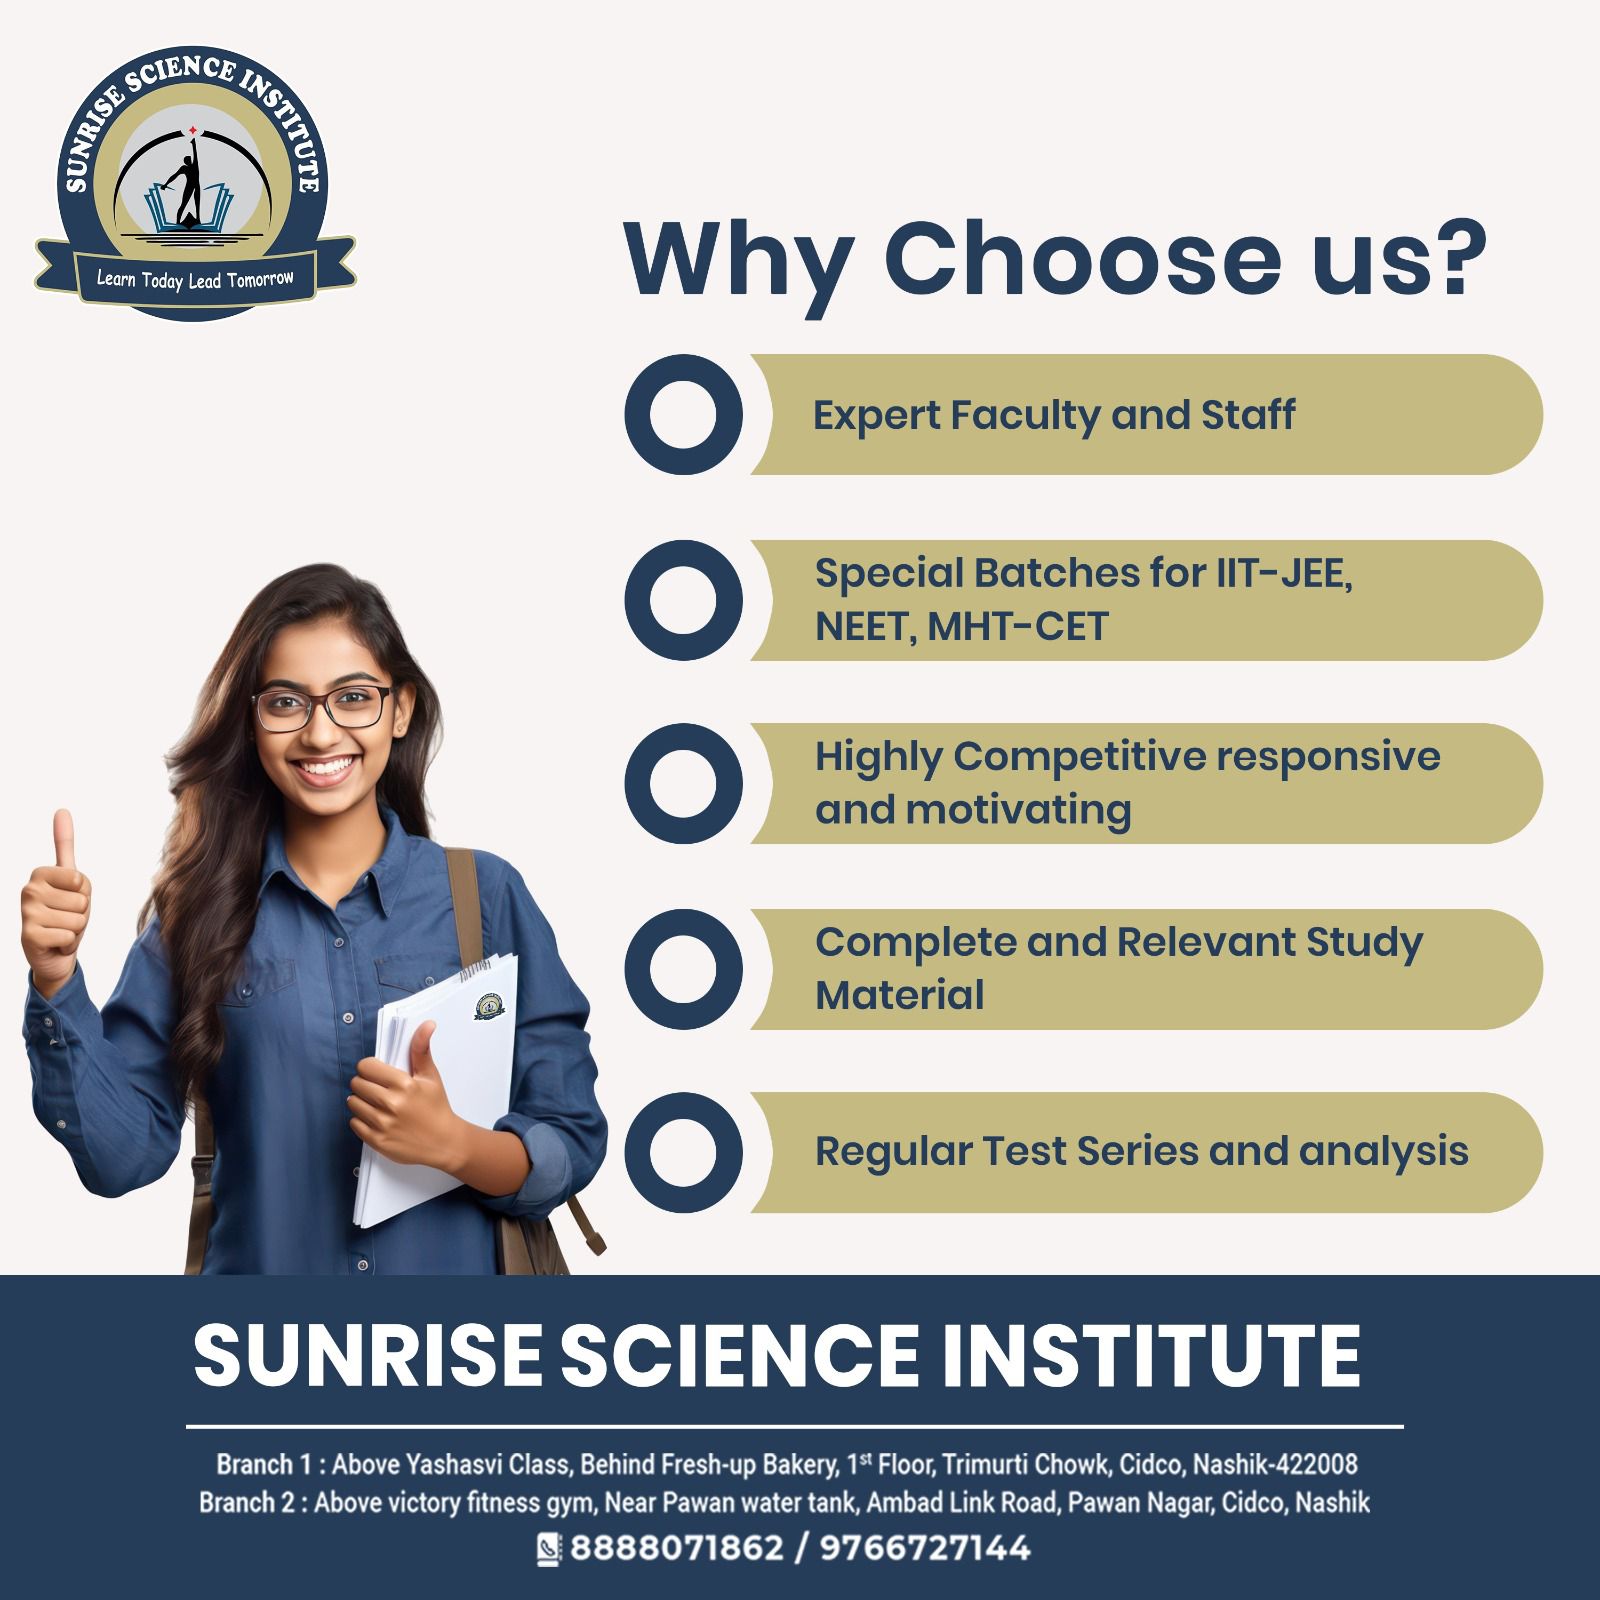 SUNRISE SCIENCE INSTITUTE
Learn Today Lead Tomorrow
Why Choose us?
Expert Faculty and Staff
Special Batches for IIT-JEE,
NEET, MHT-CET
Highly Competitive responsive
and motivating
Complete and Relevant Study
Material
Regular Test Series and analysis
SUNRISE SCIENCE INSTITUTE
Branch 1 : Above Yashasvi Class, Behind Fresh-up Bakery, 1st Floor, Trimurti Chowk, Cidco, Nashik-422008
Branch 2 : Above victory fitness gym, Near Pawan water tank, Ambad Link Road, Pawan Nagar, Cidco, Nashik
8888071862 / 9766727144